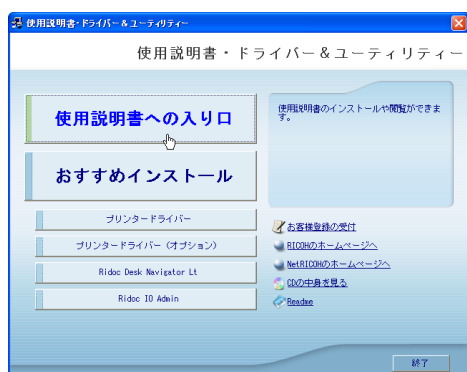 使用説明書・ドライバー＆ユーティリティー
使用説明書・ドライバー＆ユーティリティー
使用説明書への入り口
使用説明書のインストールや閲覧ができます。
おすすめインストール
プリンタードライバー
プリンタードライバー（オプション）
Ridoc Desk Navigator Lt
Ridoc IO Admin
お客様登録の受付
RICOHのホームページへ
NetRICOHのホームページへ
CDの中身を見る
Readme
終了